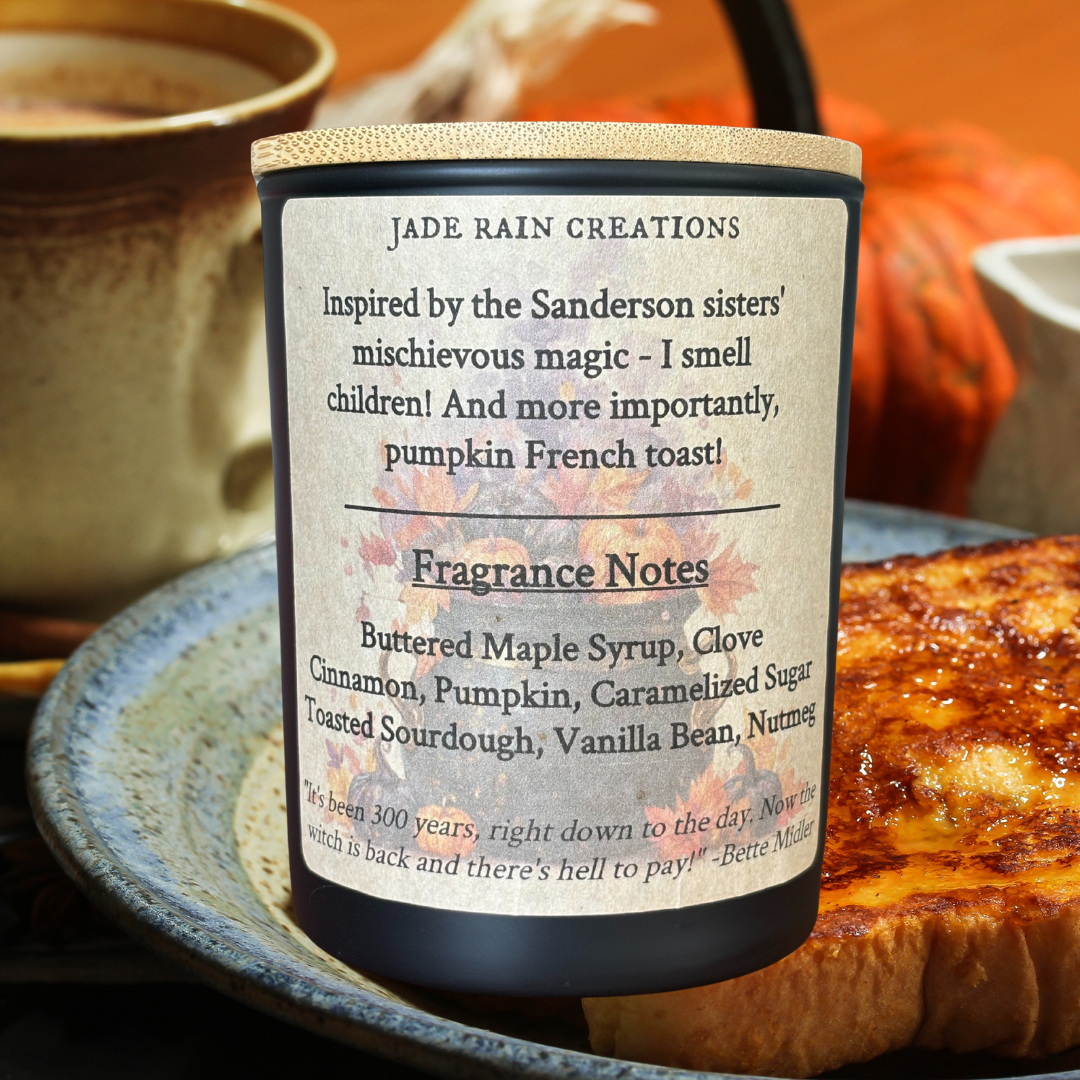 JADE RAIN CREATIONS
Inspired by the Sanderson sisters'
mischievous magic - I smell
children! And more importantly,
pumpkin French toast!
Fragrance Notes
Buttered Maple Syrup, Clove
Cinnamon, Pumpkin, Caramelized Sugar
Toasted Sourdough, Vanilla Bean, Nutmeg
"It's been 300 years, right down to the day. Now the
witch is back and there's hell to pay!" -Bette Midler